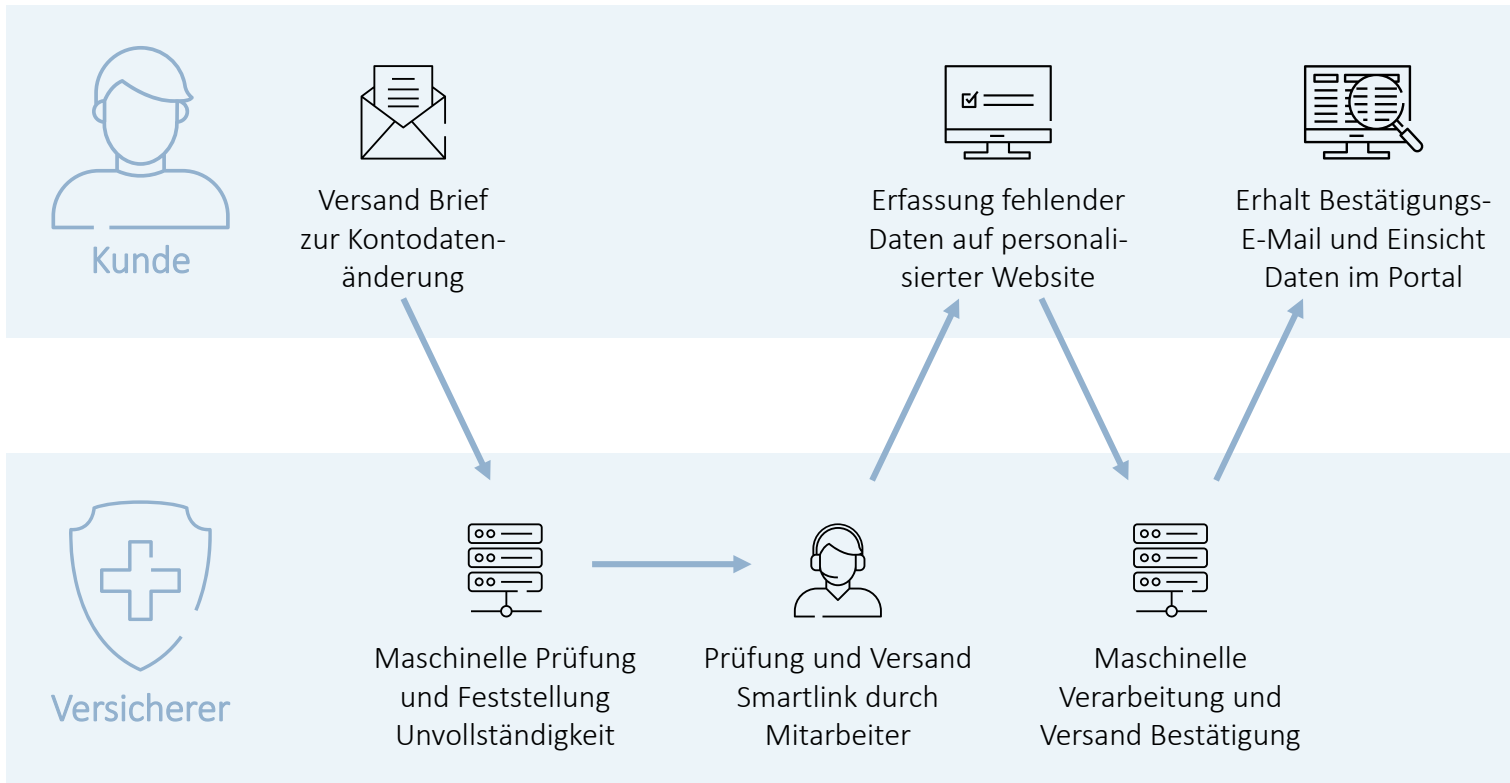 Kunde
Versand Brief
zur Kontodaten-
änderung
Erfassung fehlender
Daten auf personali-
sierter Website
Erhalt Bestätigungs-
E-Mail und Einsicht
Daten im Portal
Versicherer
Maschinelle Prüfung
und Feststellung
Unvollständigkeit
Prüfung und Versand
Smartlink durch
Mitarbeiter
Maschinelle
Verarbeitung und
Versand Bestätigung